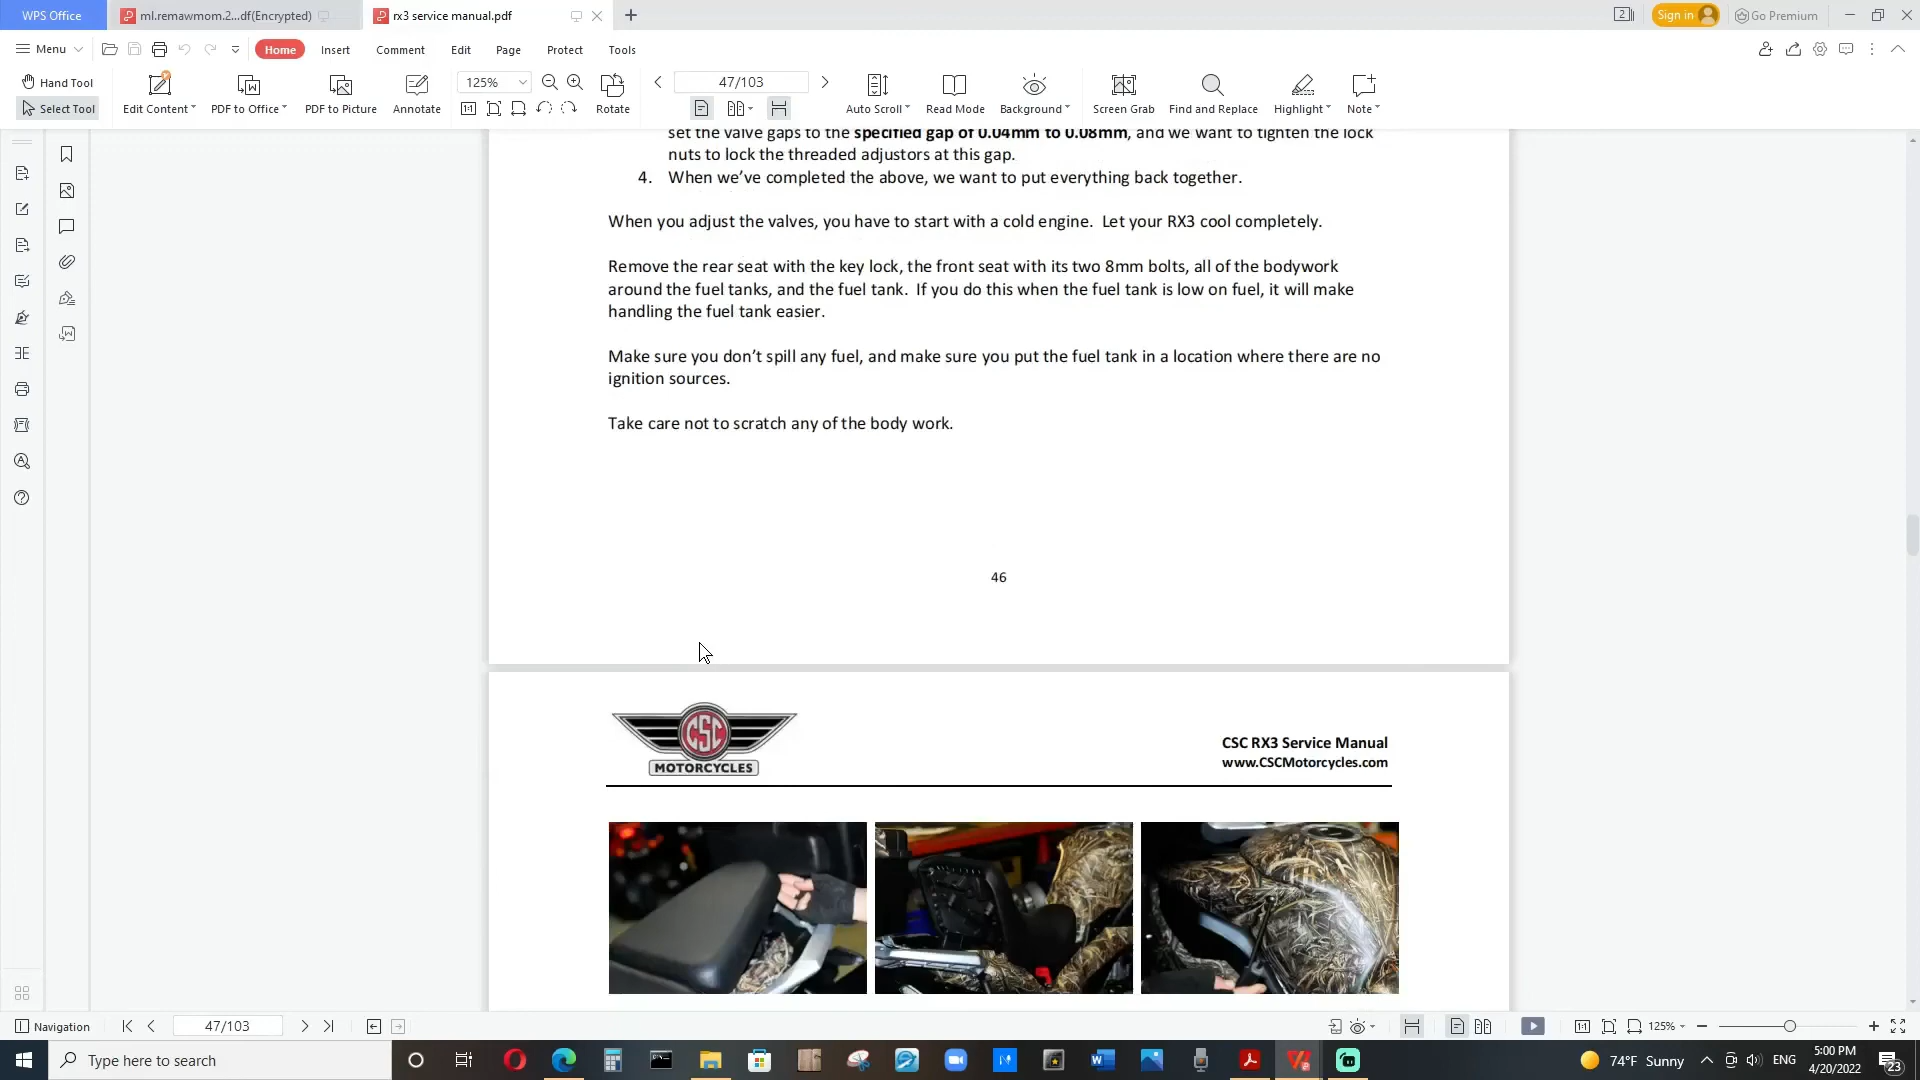 WPS Office
ml.remawmom.2...df(Encrypted)
rx3 service manual.pdf
2
Sign in
Go Premium
Menu
Home
Insert
Comment
Edit
Page
Protect
Tools
Hand Tool
Select Tool
Edit Content
PDF to Office
PDF to Picture
Annotate
125%
Rotate
47/103
Auto Scroll
Read Mode
Background
Screen Grab
Find and Replace
Highlight
Note
set the valve gaps to the specified gap of 0.04mm to 0.08mm, and we want to tighten the lock
nuts to lock the threaded adjustors at this gap.
4. When we’ve completed the above, we want to put everything back together.
When you adjust the valves, you have to start with a cold engine. Let your RX3 cool completely.
Remove the rear seat with the key lock, the front seat with its two 8mm bolts, all of the bodywork
around the fuel tanks, and the fuel tank. If you do this when the fuel tank is low on fuel, it will make
handling the fuel tank easier.
Make sure you don’t spill any fuel, and make sure you put the fuel tank in a location where there are no
ignition sources.
Take care not to scratch any of the body work.
46
CSC
MOTORCYCLES
CSC RX3 Service Manual
www.CSCMotorcycles.com
Navigation
47/103
125%
Type here to search
74°F Sunny
ENG
5:00 PM
4/20/2022
23